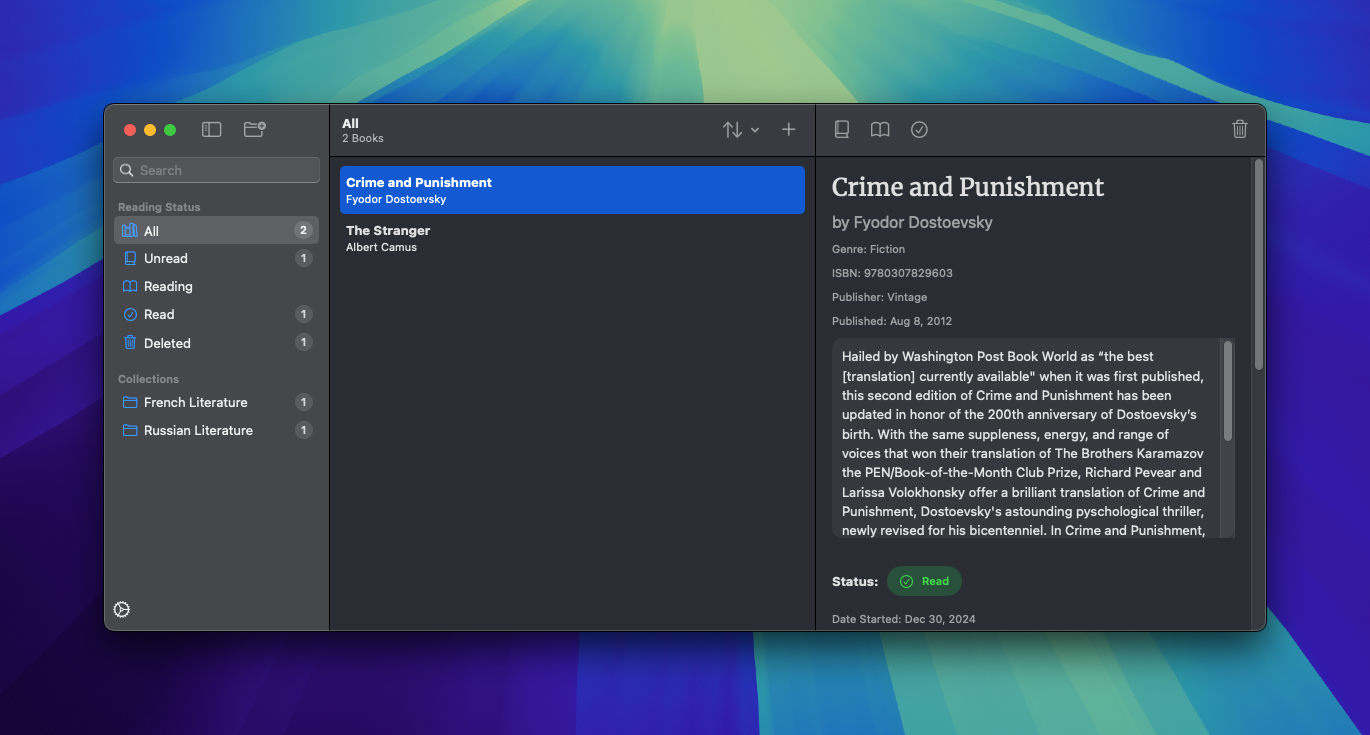 Search
Reading Status
All 2
Unread 1
Reading
Read 1
Deleted 1
Collections
French Literature 1
Russian Literature 1
All
2 Books
Crime and Punishment
Fyodor Dostoevsky
The Stranger
Albert Camus
Crime and Punishment
by Fyodor Dostoevsky
Genre: Fiction
ISBN: 9780307829603
Publisher: Vintage
Published: Aug 8, 2012
Hailed by Washington Post Book World as “the best
[translation] currently available" when it was first published,
this second edition of Crime and Punishment has been
updated in honor of the 200th anniversary of Dostoevsky’s
birth. With the same suppleness, energy, and range of
voices that won their translation of The Brothers Karamazov
the PEN/Book-of-the-Month Club Prize, Richard Pevear and
Larissa Volokhonsky offer a brilliant translation of Crime and
Punishment, Dostoevsky's astounding pyschological thriller,
newly revised for his bicentenniel. In Crime and Punishment,
Status: Read
Date Started: Dec 30, 2024